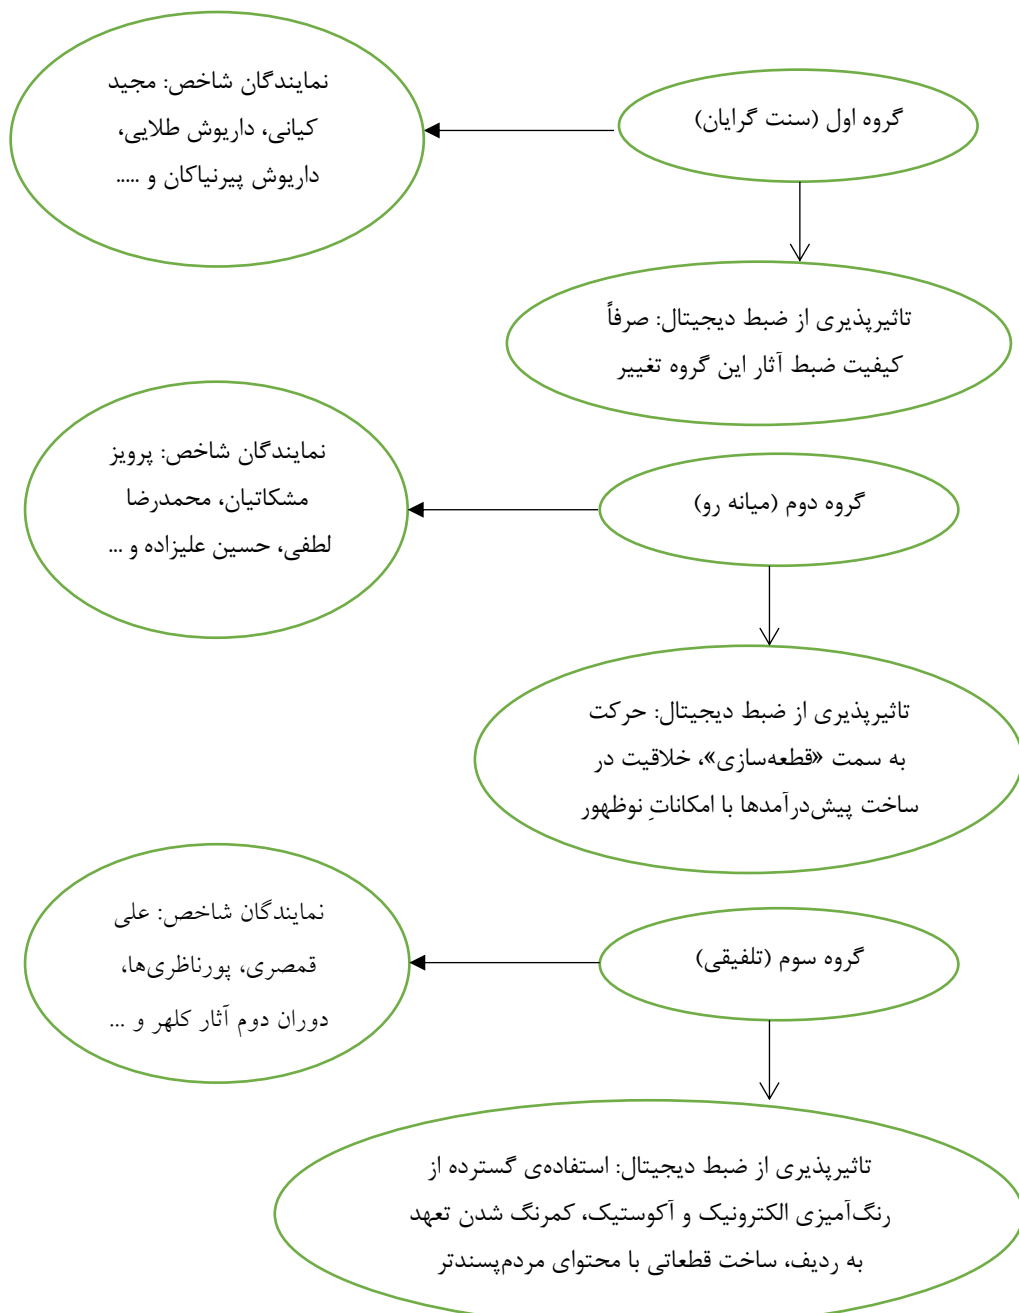 گروه اول (سنت گرایان)
نمایندگان شاخص: مجید
کیانی، داریوش طلایی،
داریوش پیرنیاکان و .....
تاثیرپذیری از ضبط دیجیتال: صرفاً
کیفیت ضبط آثار این گروه تغییر
گروه دوم (میانه رو)
نمایندگان شاخص: پرویز
مشکاتیان، محمدرضا
لطفی، حسین علیزاده و ...
تاثیرپذیری از ضبط دیجیتال: حرکت
به سمت «قطعه‌سازی»، خلاقیت در
ساخت پیش‌درآمدها با امکاناتِ نوظهور
گروه سوم (تلفیقی)
نمایندگان شاخص: علی
قمصری، پورناظری‌ها،
دوران دوم آثار کلهر و ...
تاثیرپذیری از ضبط دیجیتال: استفاده‌ی گسترده از
رنگ‌آمیزی الکترونیک و آکوستیک، کمرنگ شدن تعهد
به ردیف، ساخت قطعاتی با محتوای مردم‌پسندتر